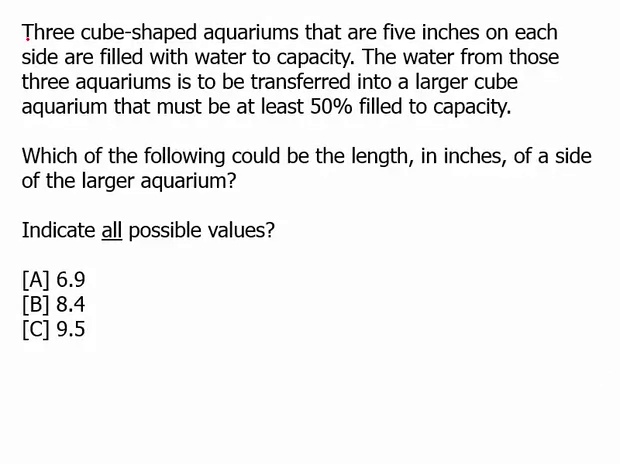 Three cube-shaped aquariums that are five inches on each
side are filled with water to capacity. The water from those
three aquariums is to be transferred into a larger cube
aquarium that must be at least 50% filled to capacity.
Which of the following could be the length, in inches, of a side
of the larger aquarium?
Indicate all possible values?
[A] 6.9
[B] 8.4
[C] 9.5